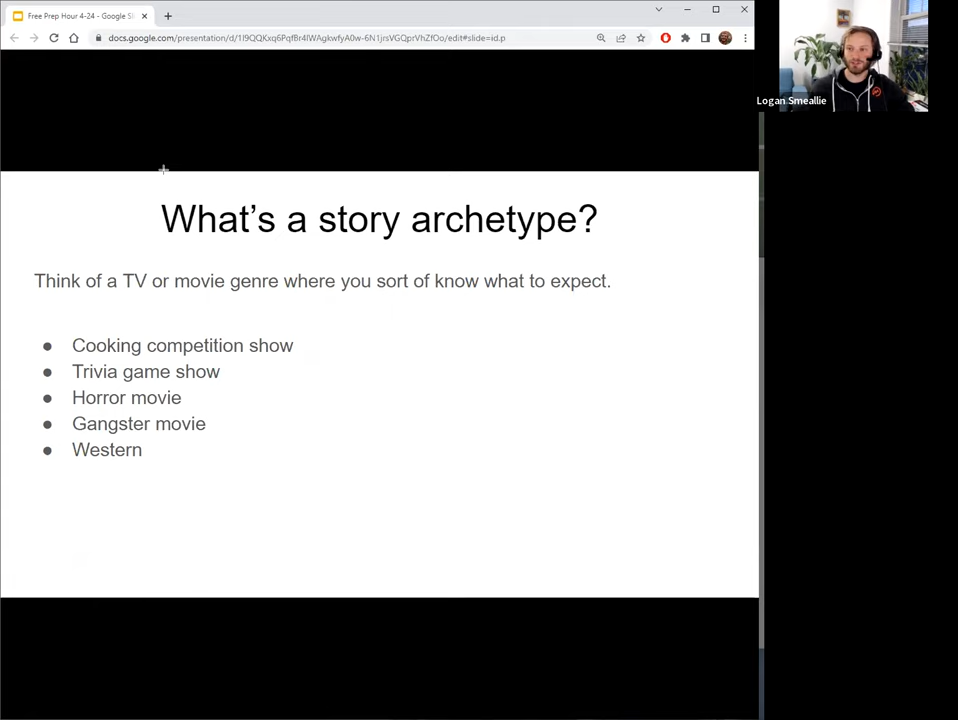 Free Prep Hour 4-24 - Google Sl
docs.google.com/presentation/d/1I9QQKxq6PqfBr4lWAgkwfyA0w-6N1jrsVGQprVhZfOo/edit#slide=id.p
Logan Smeallie
What's a story archetype?
Think of a TV or movie genre where you sort of know what to expect.
● Cooking competition show
● Trivia game show
● Horror movie
● Gangster movie
● Western